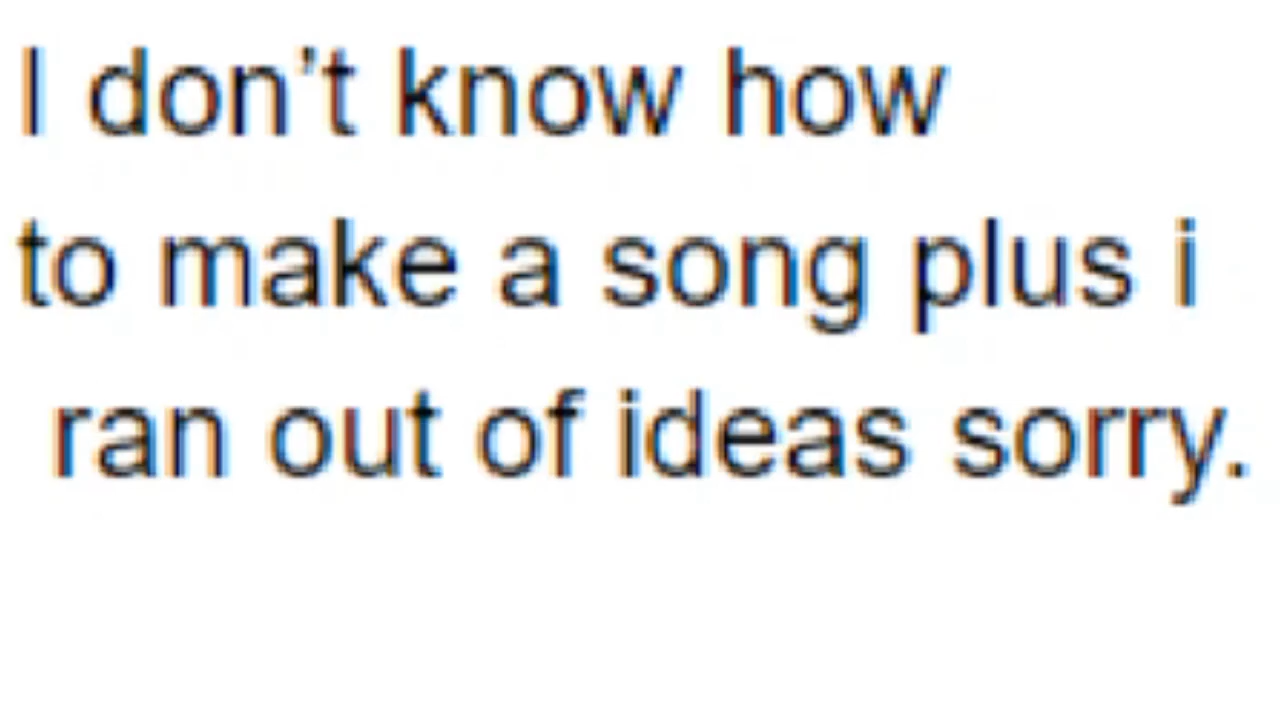 I don’t know how
to make a song plus i
ran out of ideas sorry.